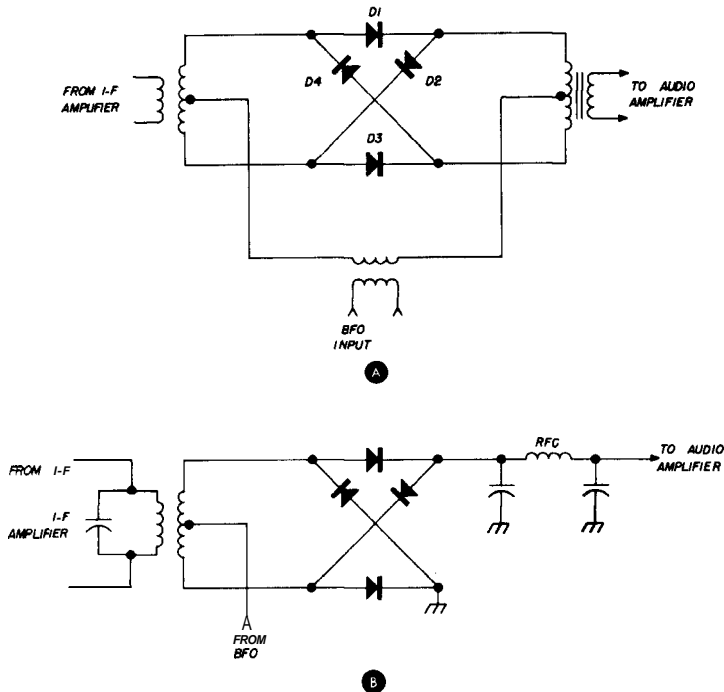 D1
FROM I-F
AMPLIFIER
D4
D2
TO AUDIO
AMPLIFIER
D3
BFO
INPUT
A
FROM I-F
RFC
TO AUDIO
AMPLIFIER
I-F
AMPLIFIER
FROM
BFO
B